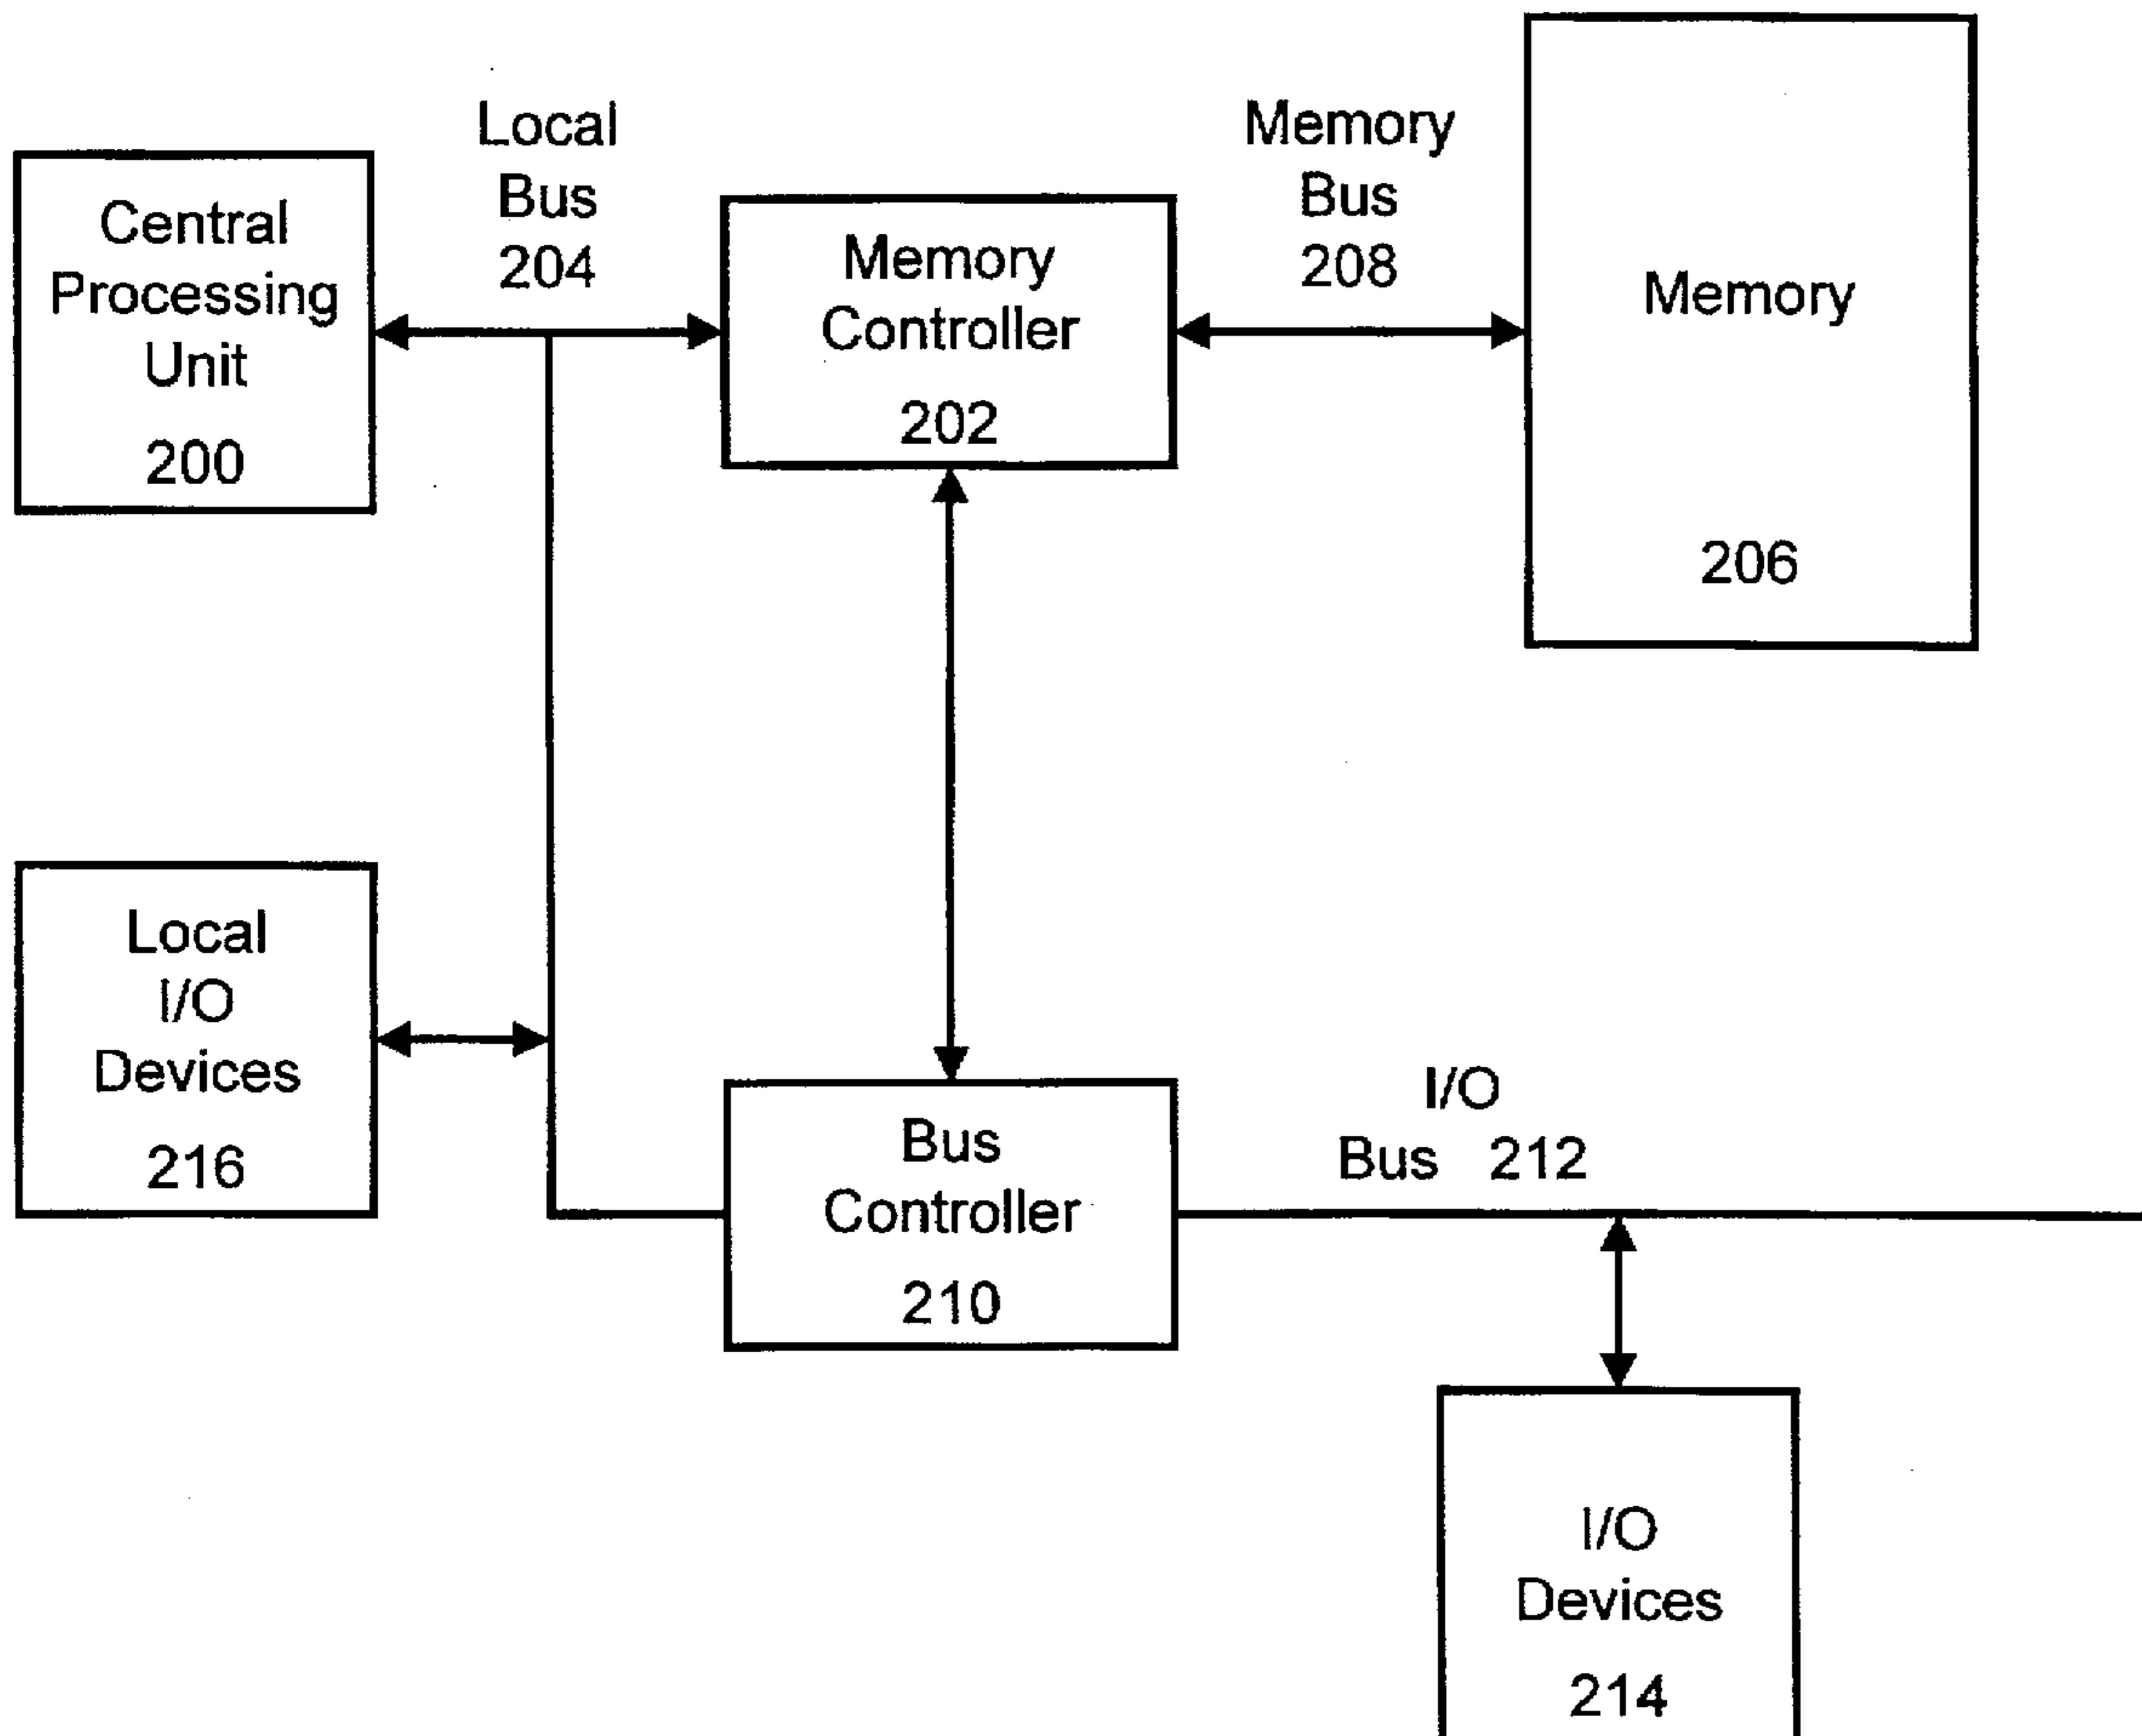 Central
Processing
Unit
200
Local
Bus
204
Memory
Controller
202
Memory
Bus
208
Memory
206
Local
I/O
Devices
216
Bus
Controller
210
I/O
Bus 212
I/O
Devices
214